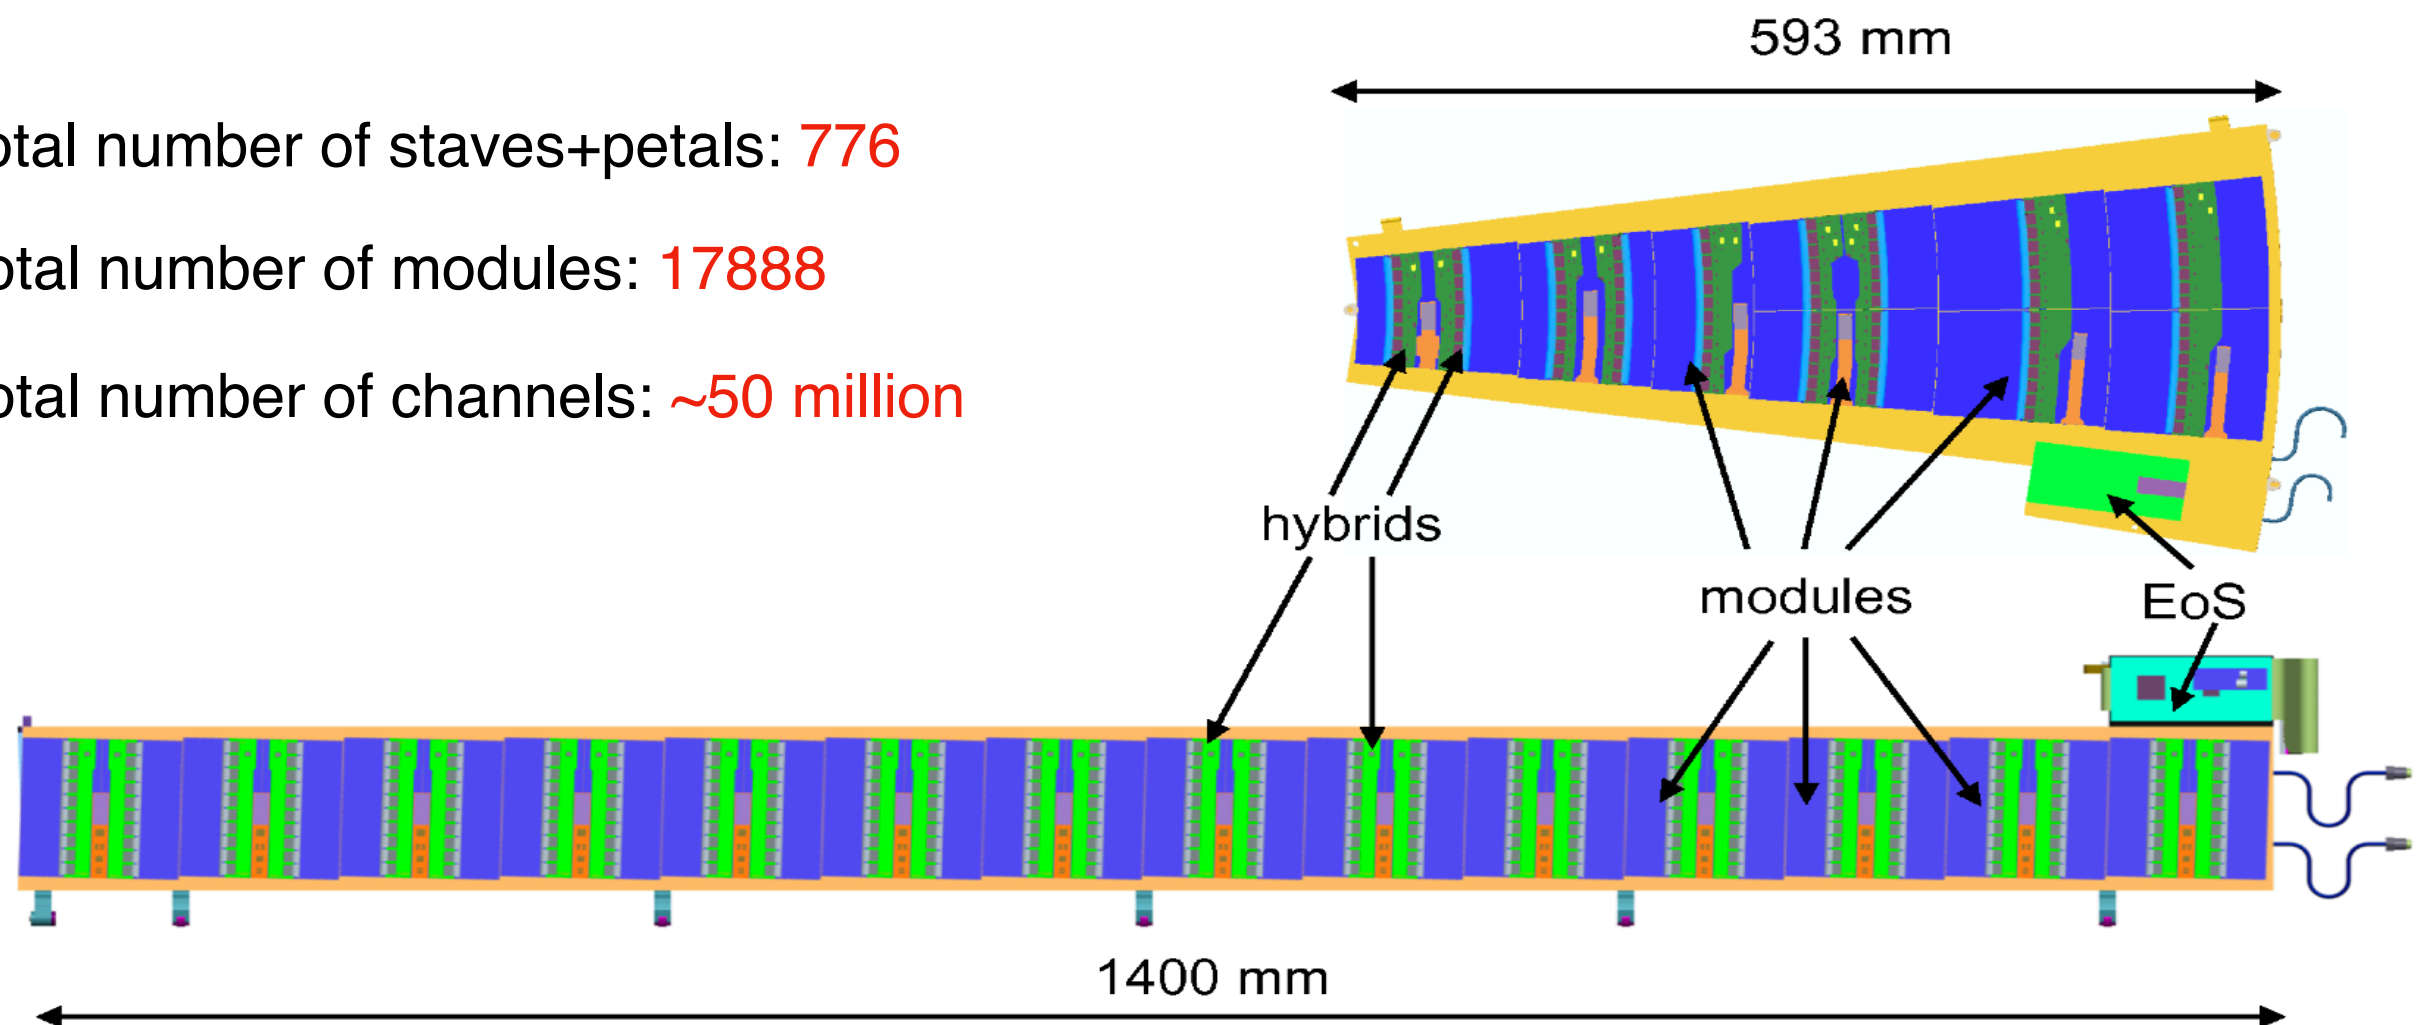 593 mm
otal number of staves+petals: 776
otal number of modules: 17888
otal number of channels: ~50 million
hybrids
modules
EoS
1400 mm